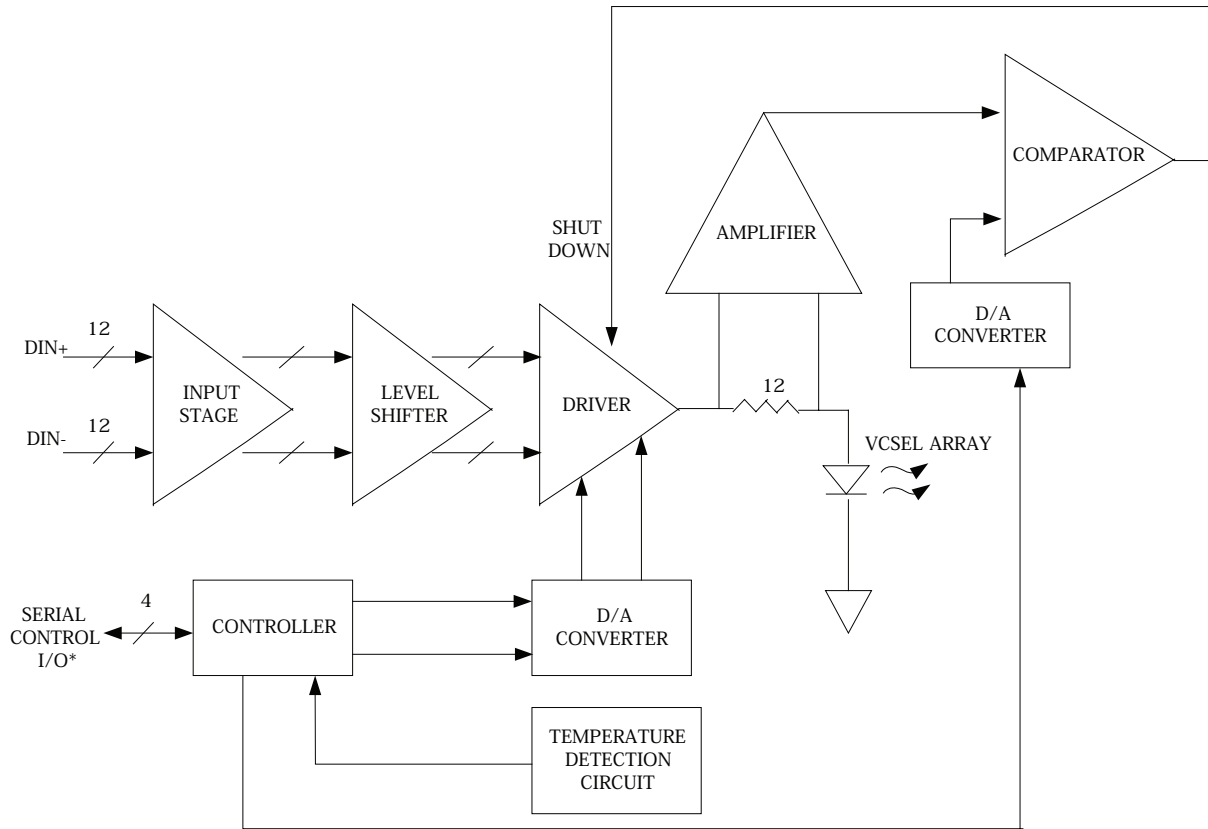 COMPARATOR
SHUT
DOWN
AMPLIFIER
D/A
CONVERTER
DIN+
12
INPUT
STAGE
LEVEL
SHIFTER
DRIVER
12
DIN-
12
VCSEL ARRAY
SERIAL
CONTROL
I/O*
4
CONTROLLER
D/A
CONVERTER
TEMPERATURE
DETECTION
CIRCUIT